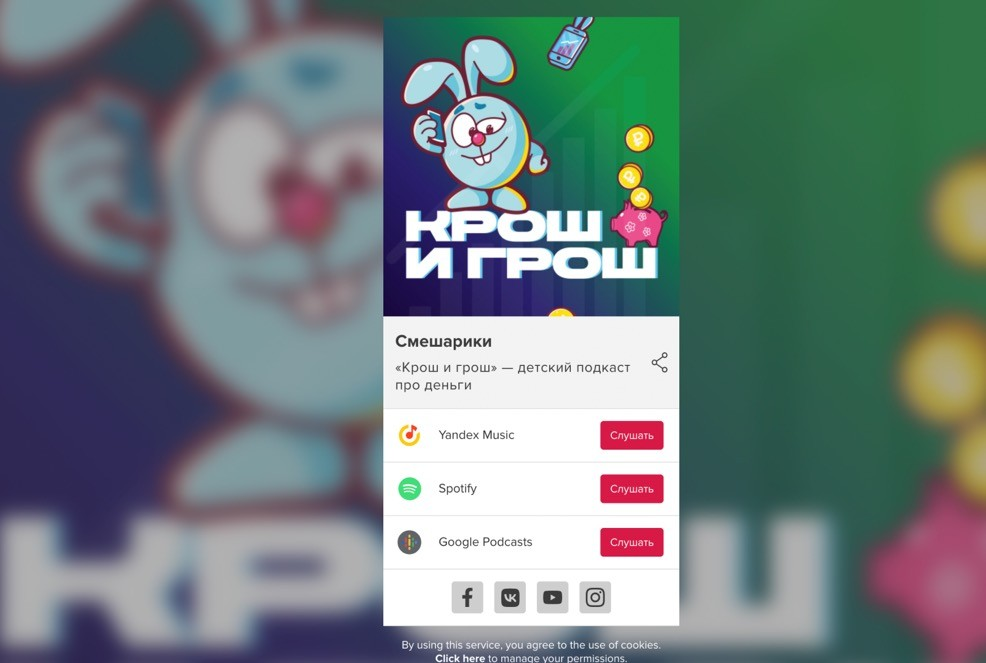 КРОШ
И ГРОШ
Смешарики
«Крош и грош» — детский подкаст
про деньги
Yandex Music
Слушать
Spotify
Слушать
Google Podcasts
Слушать
By using this service, you agree to the use of cookies.
Click here to manage your permissions.